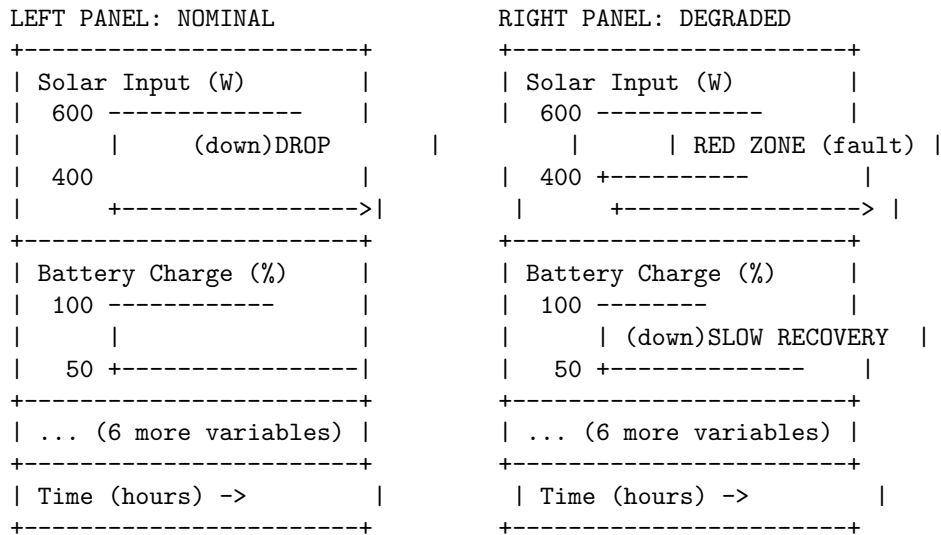 LEFT PANEL: NOMINAL              RIGHT PANEL: DEGRADED
+------------------------+         +------------------------+
| Solar Input (W)        |         | Solar Input (W)        |
|  600 --------------    |         |  600 ------------      |
|      |     (down)DROP       |         |      | RED ZONE (fault) |
|  400                   |         |  400 +----------        |
|      +----------------->|         |      +-----------------> |
+------------------------+         +------------------------+
| Battery Charge (%)     |         | Battery Charge (%)     |
|  100 ------------      |         |  100 --------          |
|      |                 |         |      | (down)SLOW RECOVERY  |
|   50 +-----------------|         |   50 +--------------    |
+------------------------+         +------------------------+
| ... (6 more variables) |         | ... (6 more variables) |
+------------------------+         +------------------------+
| Time (hours) ->         |         | Time (hours) ->         |
+------------------------+         +------------------------+